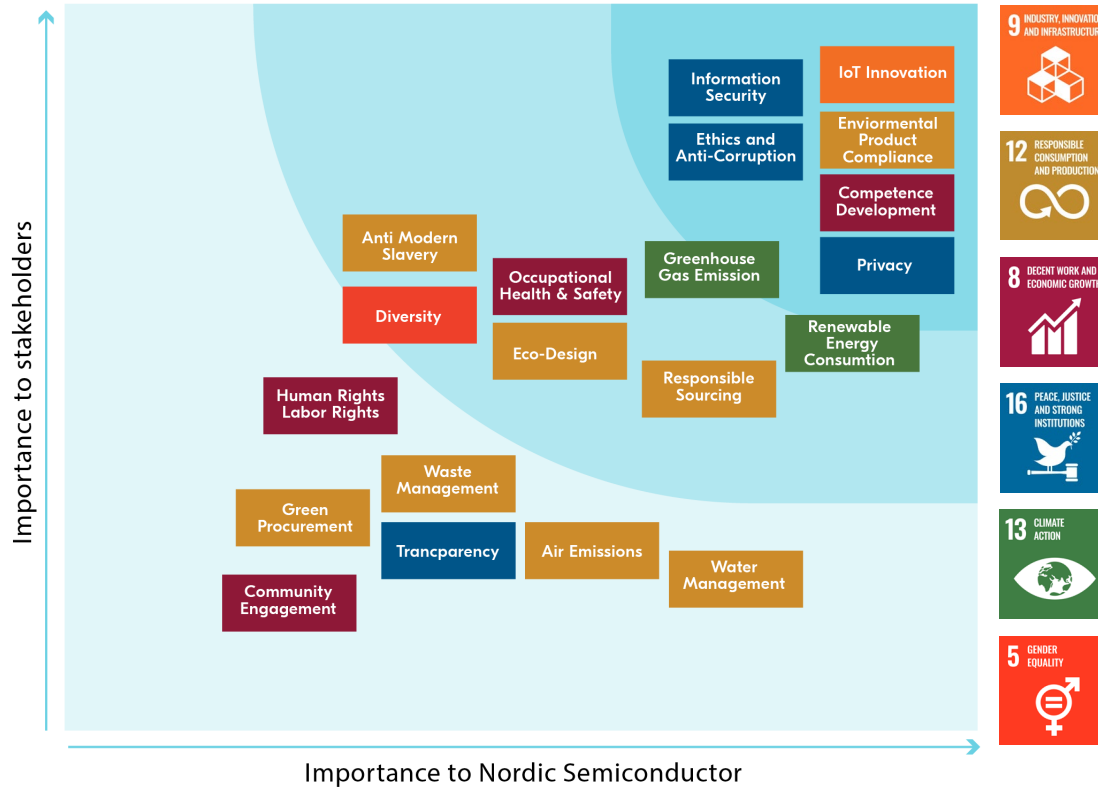 Importance to stakeholders
Information
Security
IoT Innovation
Ethics and
Anti-Corruption
Enviormental
Product
Compliance
Competence
Development
Anti Modern
Slavery
Occupational
Health & Safety
Greenhouse
Gas Emission
Privacy
Diversity
Eco-Design
Renewable
Energy
Consumtion
Responsible
Sourcing
Human Rights
Labor Rights
Waste
Management
Green
Procurement
Trancparency
Air Emissions
Water
Management
Community
Engagement
Importance to Nordic Semiconductor
9 INDUSTRY, INNOVATIO
AND INFRASTRUCTUR
12 RESPONSIBLE
CONSUMPTION
AND PRODUCTION
8 DECENT WORK AND
ECONOMIC GROWTH
16 PEACE, JUSTICE
AND STRONG
INSTITUTIONS
13 CLIMATE
ACTION
5 GENDER
EQUALITY